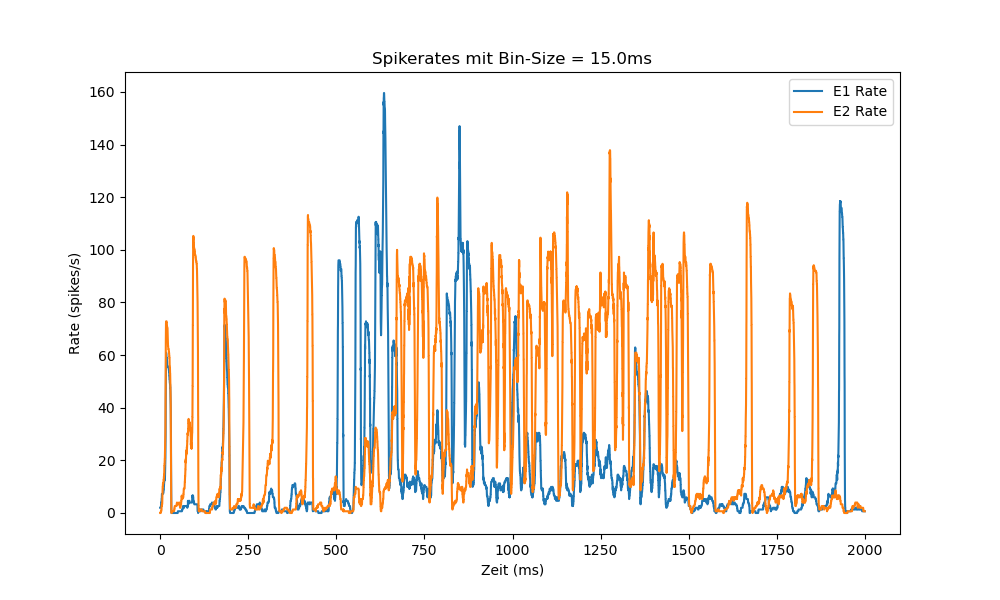 Spikerates mit Bin-Size = 15.0ms
E1 Rate
E2 Rate
160
140
120
100
80
60
40
20
0
Rate (spikes/s)
0 250 500 750 1000 1250 1500 1750 2000
Zeit (ms)